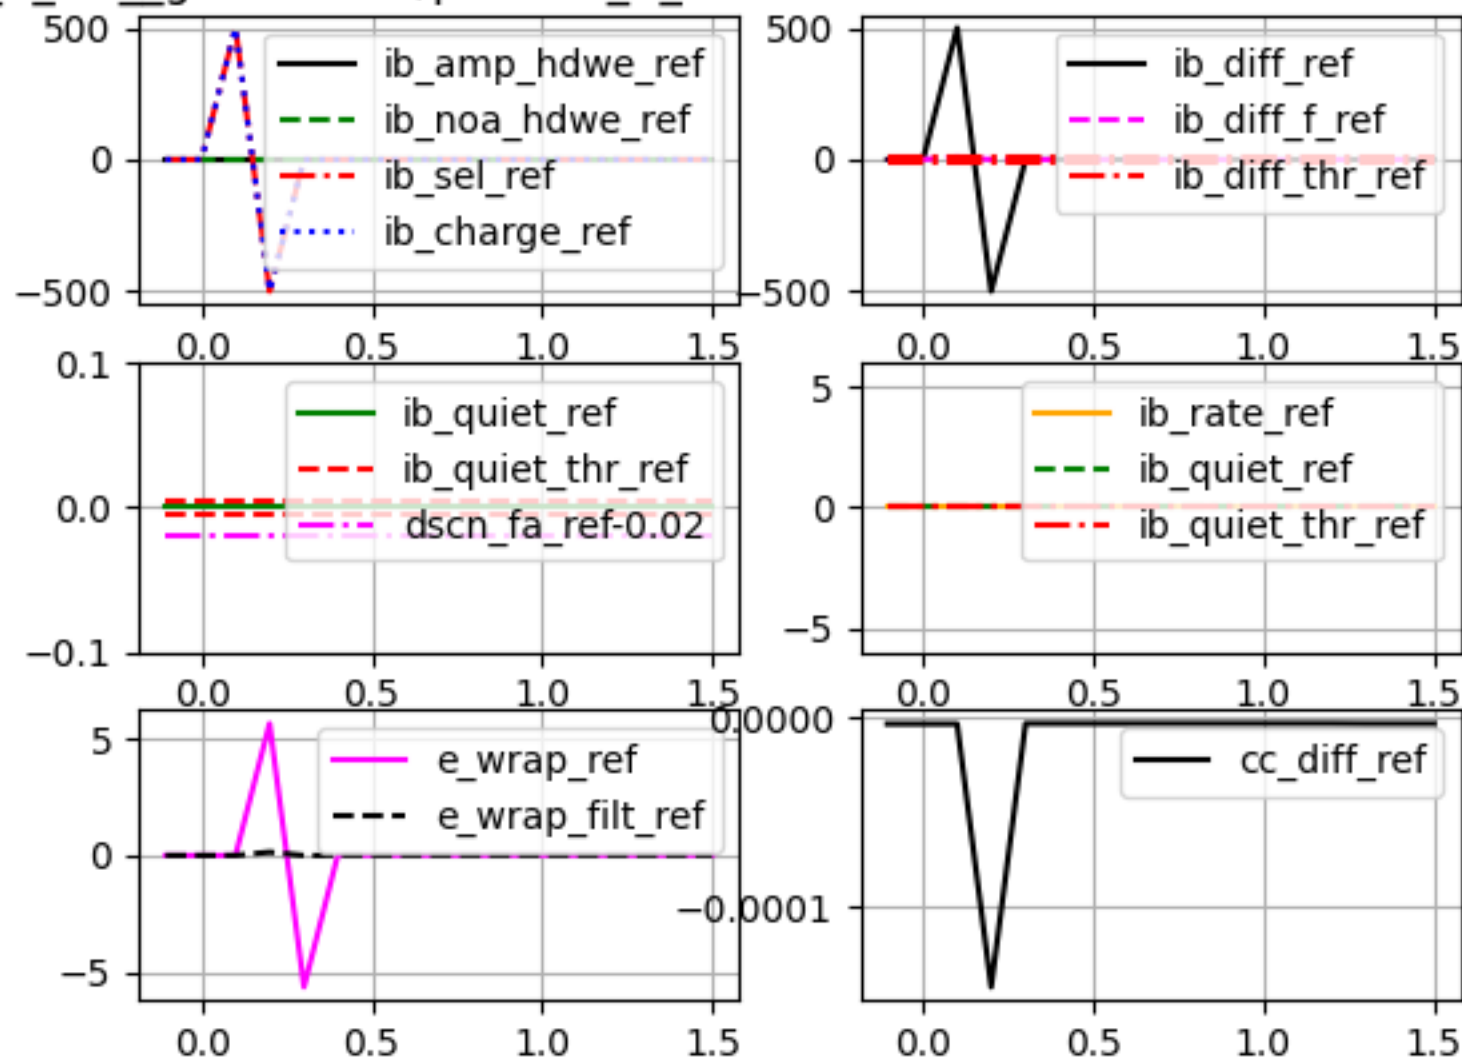 500
0
−500
ib_amp_hdwe_ref
ib_noa_hdwe_ref
ib_sel_ref
ib_charge_ref
0.0 0.5 1.0 1.5
500
0
−500
ib_diff_ref
ib_diff_f_ref
ib_diff_thr_ref
0.0 0.5 1.0 1.5
0.1
0.0
−0.1
ib_quiet_ref
ib_quiet_thr_ref
dscn_fa_ref-0.02
0.0 0.5 1.0 1.5
5
0
−5
ib_rate_ref
ib_quiet_ref
ib_quiet_thr_ref
0.0 0.5 1.0 1.5
5
0
−5
e_wrap_ref
e_wrap_filt_ref
0.0 0.5 1.0 1.5
0.0000
−0.0001
cc_diff_ref
0.0 0.5 1.0 1.5